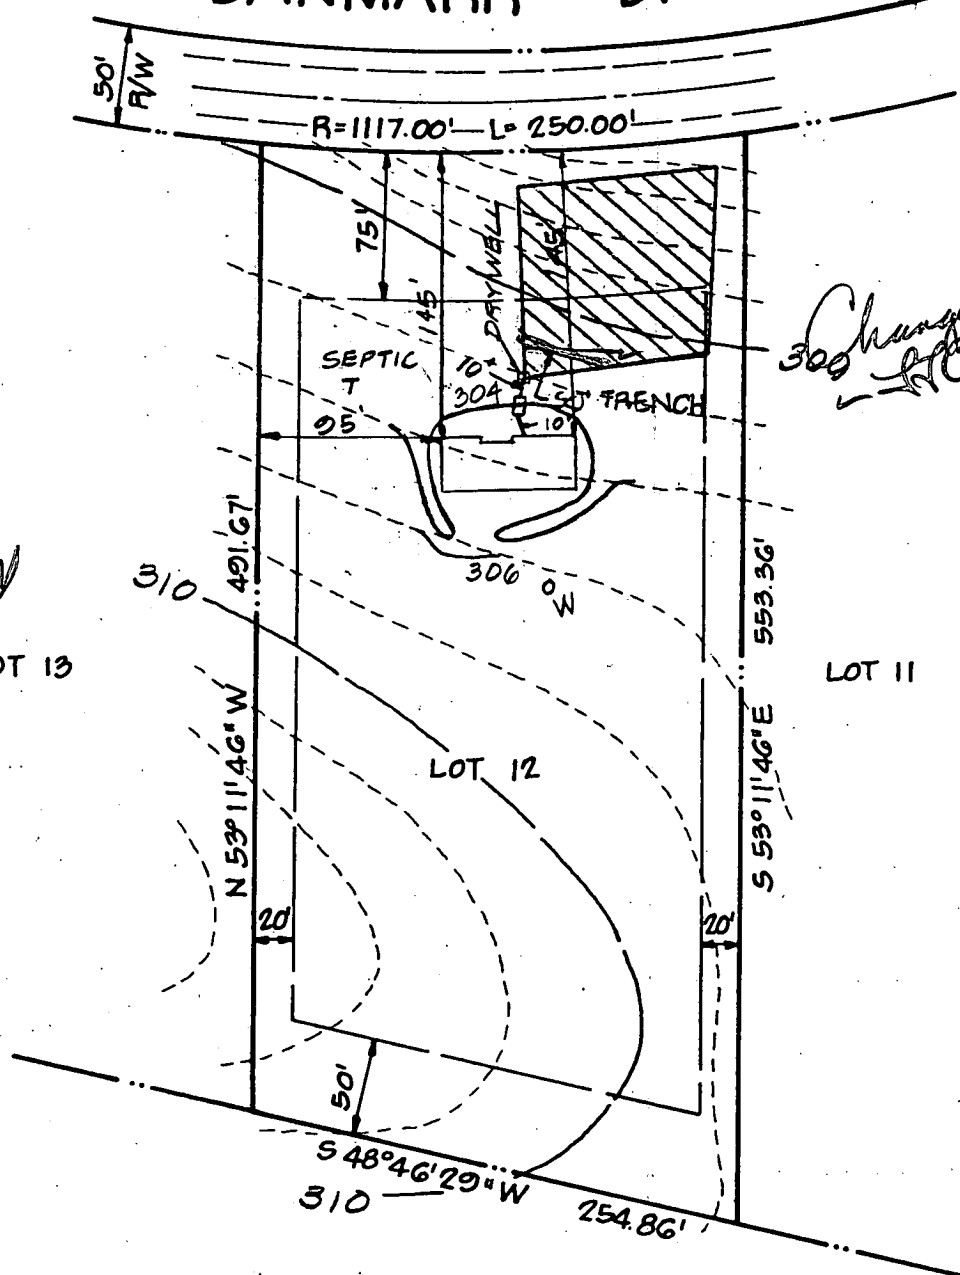 50'
R/W
R=1117.00' L= 250.00'
75'
145'
DRYWELL
145'
SEPTIC
T
10'
304
TRENCH
10'
95'
300
491.67'
306
W
310
553.36'
LOT 13
LOT 11
LOT 12
N 53° 11' 46" W
S 53° 11' 46" E
20'
20'
50'
S 48° 46' 29" W
310
254.86'